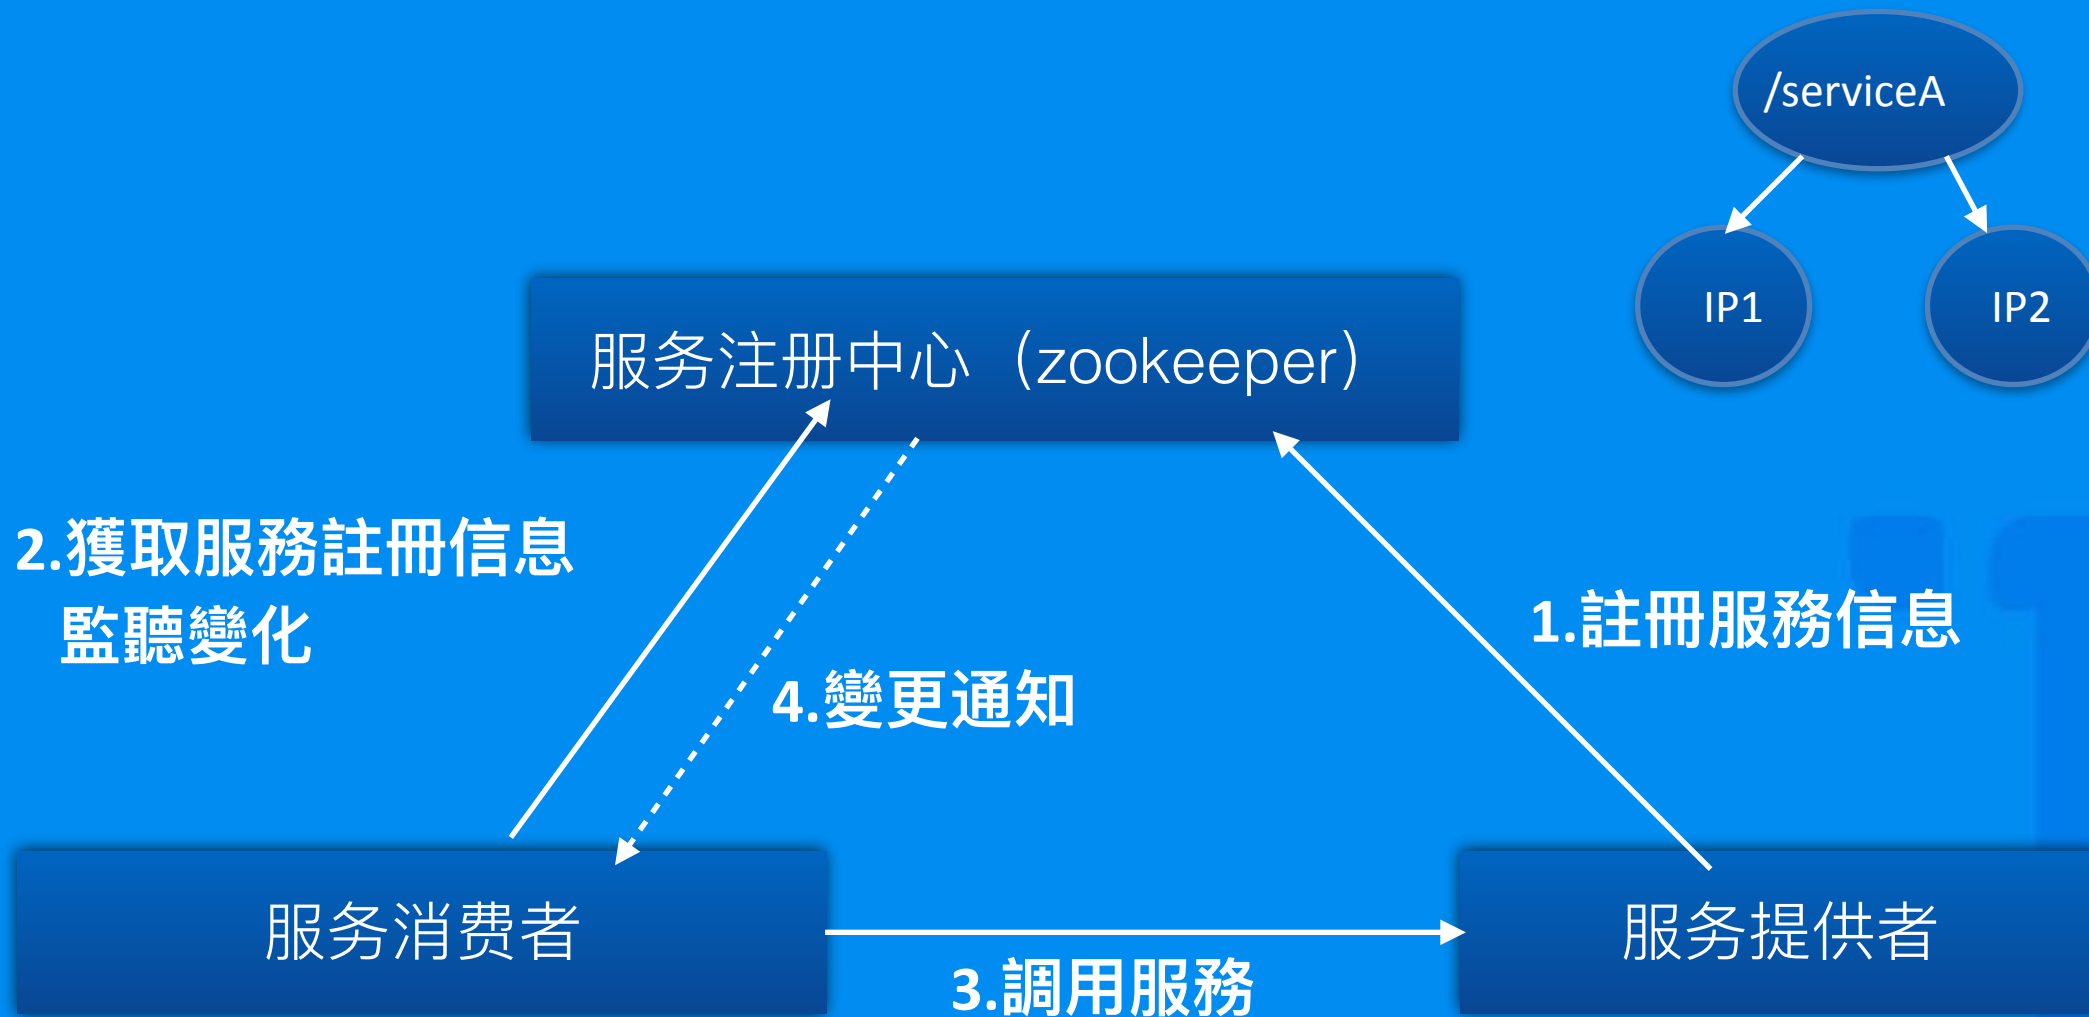 /serviceA
IP1
IP2
服务注册中心（zookeeper）
2.獲取服務註冊信息
監聽變化
1.註冊服務信息
4.變更通知
服务消费者
服务提供者
3.調用服務